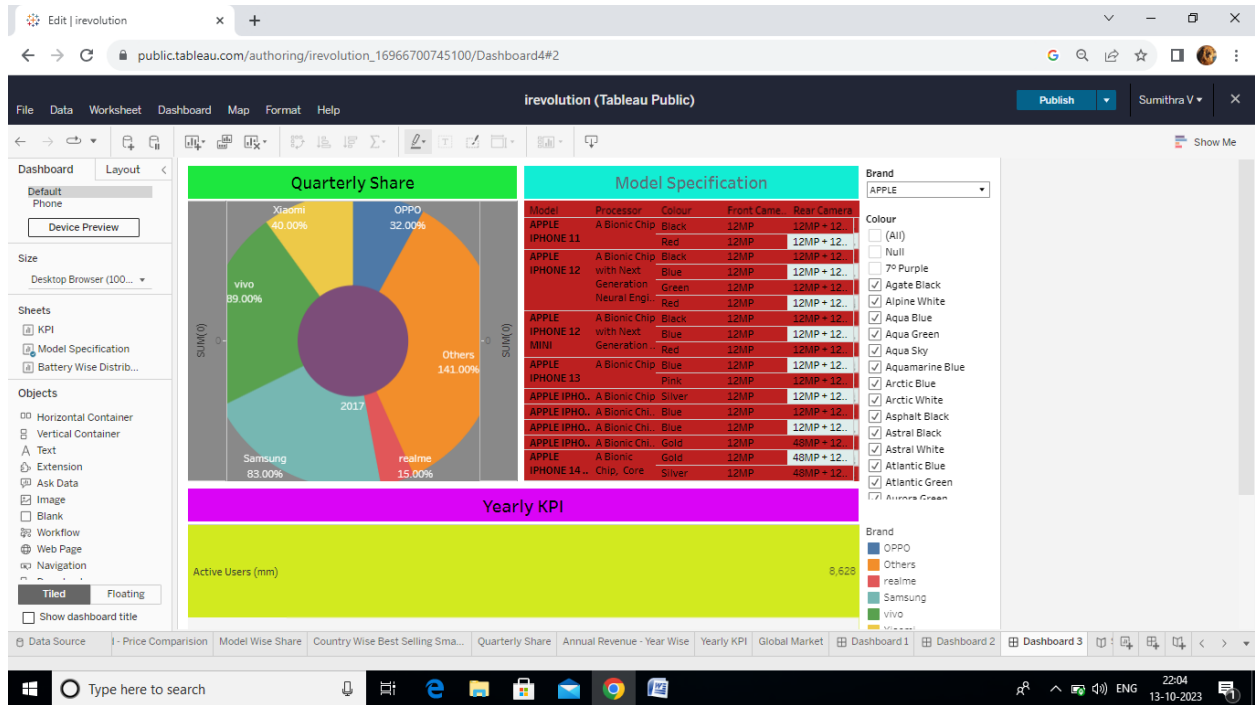 Edit | irevolution
public.tableau.com/authoring/irevolution_16966700745100/Dashboard4#2
irevolution (Tableau Public)
File Data Worksheet Dashboard Map Format Help
Publish
Sumithra V
Show Me
Dashboard Layout
Default
Phone
Device Preview
Size
Desktop Browser (100...
Sheets
KPI
Model Specification
Battery Wise Distrib...
Objects
Horizontal Container
Vertical Container
Text
Extension
Ask Data
Image
Blank
Workflow
Web Page
Navigation
Tiled Floating
Show dashboard title
Quarterly Share
Xiaomi
40.00%
OPPO
32.00%
vivo
89.00%
Others
141.00%
2017
Samsung
83.00%
realme
15.00%
SUM(0)
0
0
SUM(0)
Model Specification
Model Processor Colour Front Came.. Rear Camera
APPLE IPHONE 11 A Bionic Chip Black 12MP 12MP + 12..
Red 12MP 12MP + 12..
APPLE IPHONE 12 A Bionic Chip with Next Generation Neural Engi.. Black 12MP 12MP + 12..
Blue 12MP 12MP + 12..
Green 12MP 12MP + 12..
Red 12MP 12MP + 12..
APPLE IPHONE 12 MINI A Bionic Chip with Next Generation .. Black 12MP 12MP + 12..
Blue 12MP 12MP + 12..
Red 12MP 12MP + 12..
APPLE IPHONE 13 A Bionic Chip Blue 12MP 12MP + 12..
Pink 12MP 12MP + 12..
APPLE IPHO.. A Bionic Chip Silver 12MP 12MP + 12..
APPLE IPHO.. A Bionic Chi.. Blue 12MP 12MP + 12..
APPLE IPHO.. A Bionic Chi.. Blue 12MP 12MP + 12..
APPLE IPHO.. A Bionic Chi.. Gold 12MP 48MP + 12..
APPLE IPHONE 14 .. A Bionic Chip, Core Gold 12MP 48MP + 12..
Silver 12MP 48MP + 12..
Yearly KPI
Active Users (mm) 8,628
Brand
APPLE
Colour
(All)
Null
7º Purple
Agate Black
Alpine White
Aqua Blue
Aqua Green
Aqua Sky
Aquamarine Blue
Arctic Blue
Arctic White
Asphalt Black
Astral Black
Astral White
Atlantic Blue
Atlantic Green
Aurora Green
Brand
OPPO
Others
realme
Samsung
vivo
Xiaomi
Data Source l - Price Comparision Model Wise Share Country Wise Best Selling Sma... Quarterly Share Annual Revenue - Year Wise Yearly KPI Global Market Dashboard 1 Dashboard 2 Dashboard 3
Type here to search
ENG
22:04
13-10-2023